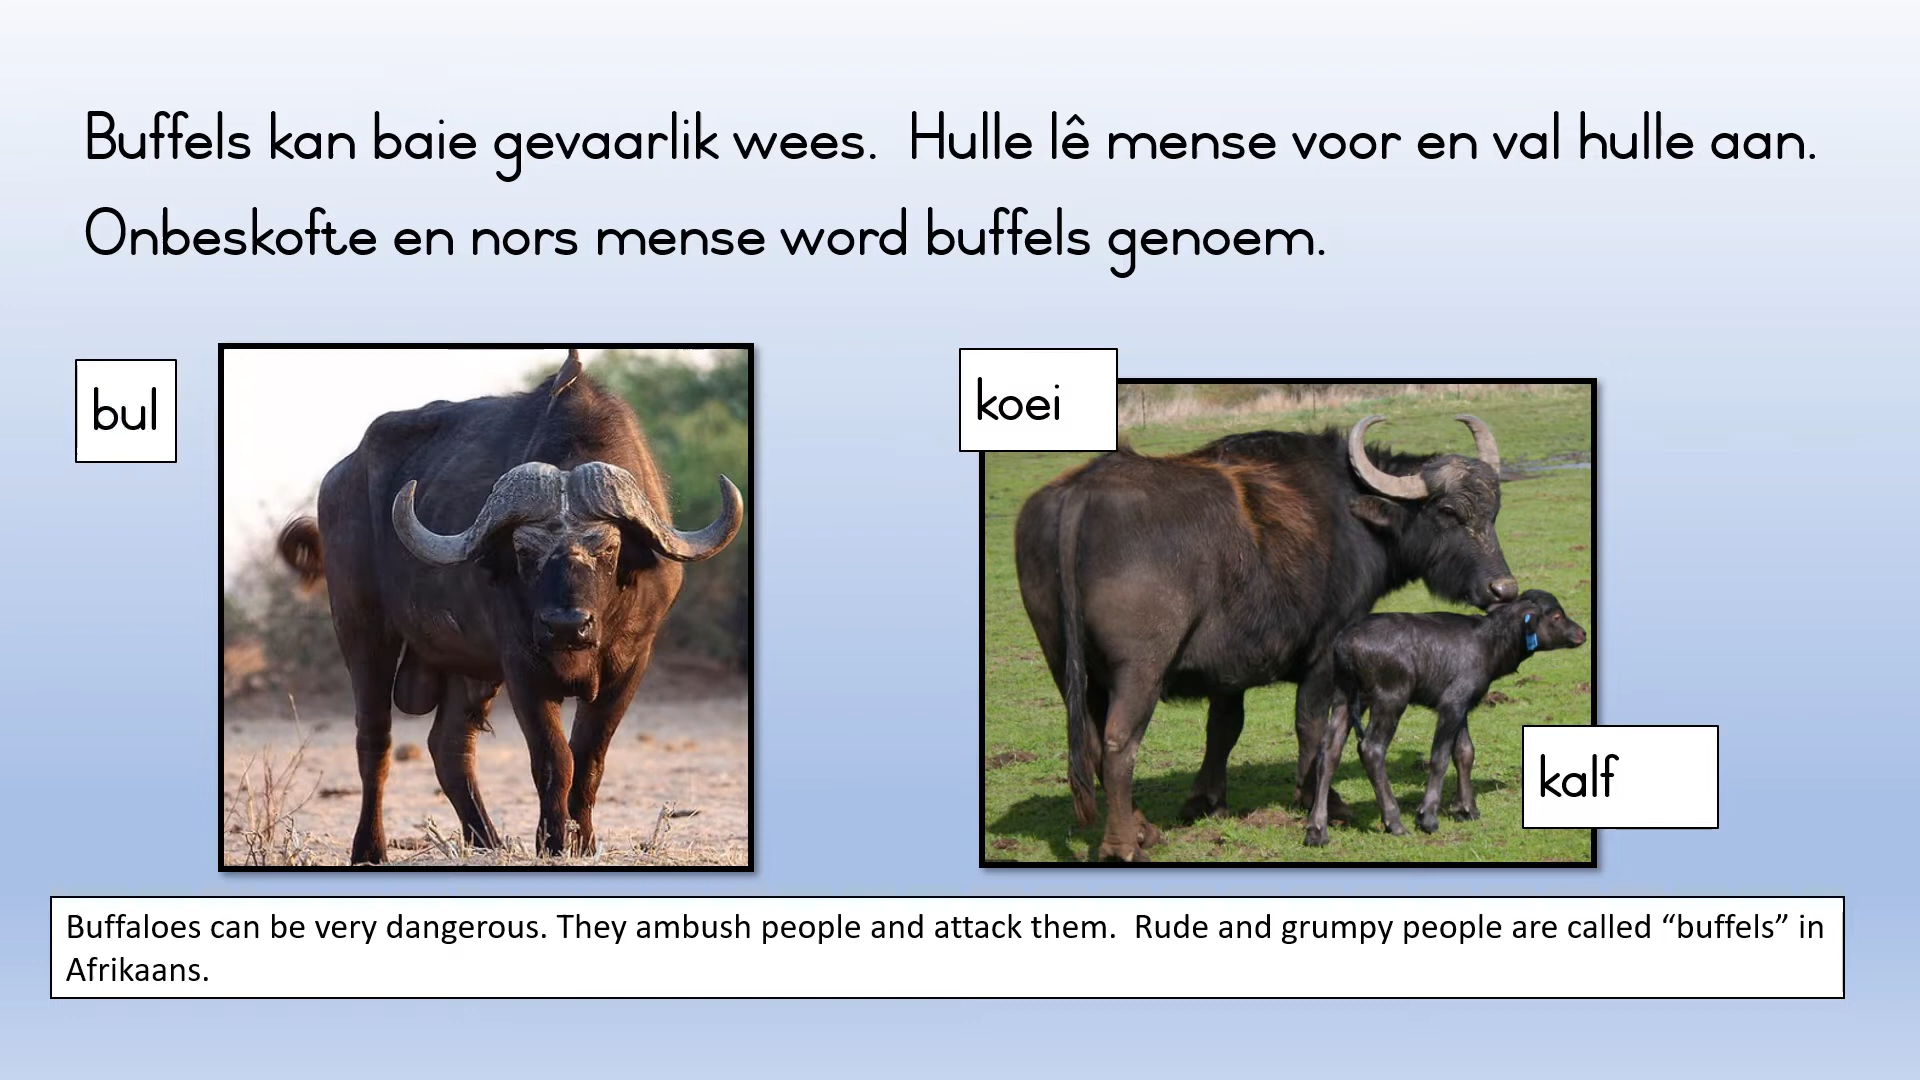 Buffels kan baie gevaarlik wees.  Hulle lê mense voor en val hulle aan.
Onbeskofte en nors mense word buffels genoem.
bul
koei
kalf
Buffaloes can be very dangerous. They ambush people and attack them.  Rude and grumpy people are called “buffels” in
Afrikaans.